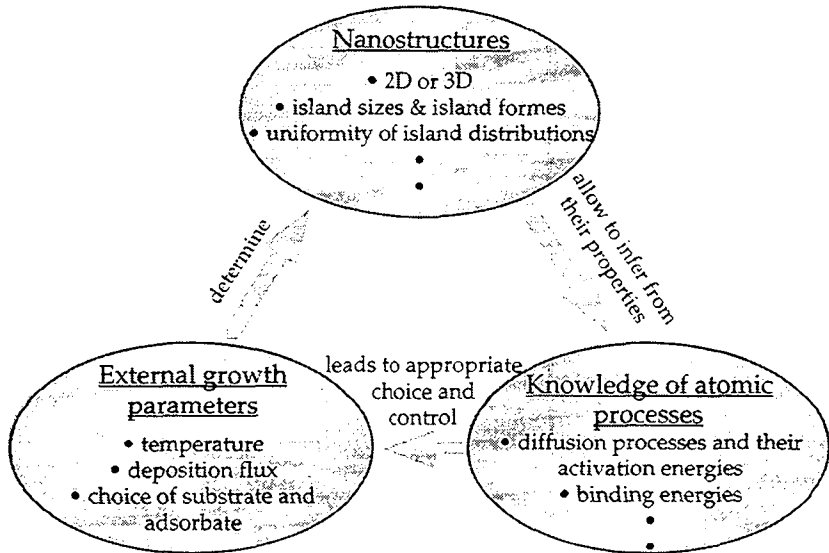 Nanostructures
• 2D or 3D
• island sizes & island formes
• uniformity of island distributions
•
•
determine
allow to infer from
their properties
leads to appropriate
choice and
control
External growth
parameters
• temperature
• deposition flux
• choice of substrate and
adsorbate
Knowledge of atomic
processes
• diffusion processes and their
activation energies
• binding energies
•
•